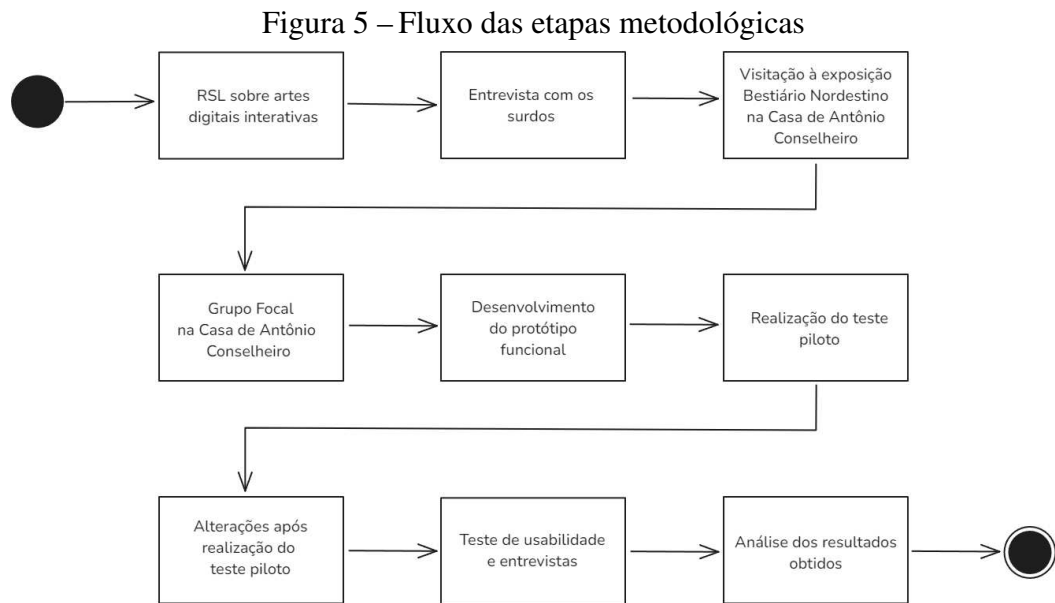 Figura 5 – Fluxo das etapas metodológicas
RSL sobre artes
digitais interativas
Entrevista com os
surdos
Visitação à exposição
Bestiário Nordestino
na Casa de Antônio
Conselheiro
Grupo Focal
na Casa de Antônio
Conselheiro
Desenvolvimento
do protótipo
funcional
Realização do teste
piloto
Alterações após
realização do
teste piloto
Teste de usabilidade
e entrevistas
Análise dos resultados
obtidos